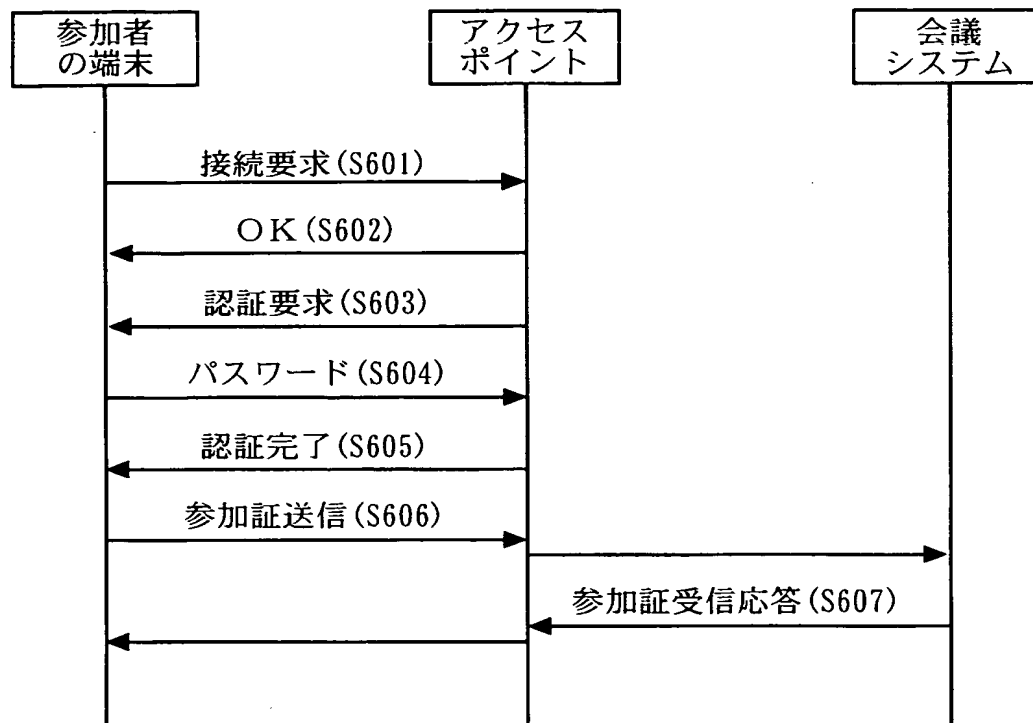 参加者
の端末
アクセス
ポイント
会議
システム
接続要求(S601)
OK(S602)
認証要求(S603)
パスワード(S604)
認証完了(S605)
参加証送信(S606)
参加証受信応答(S607)